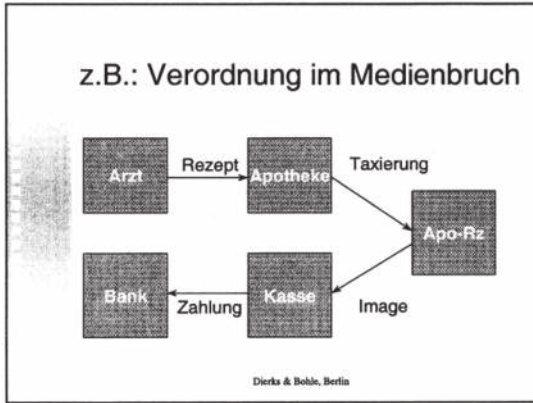 z.B.: Verordnung im Medienbruch
Arzt
Rezept
Apotheke
Taxierung
Apo-Rz
Bank
Zahlung
Kasse
Image
Dierks & Bohle, Berlin